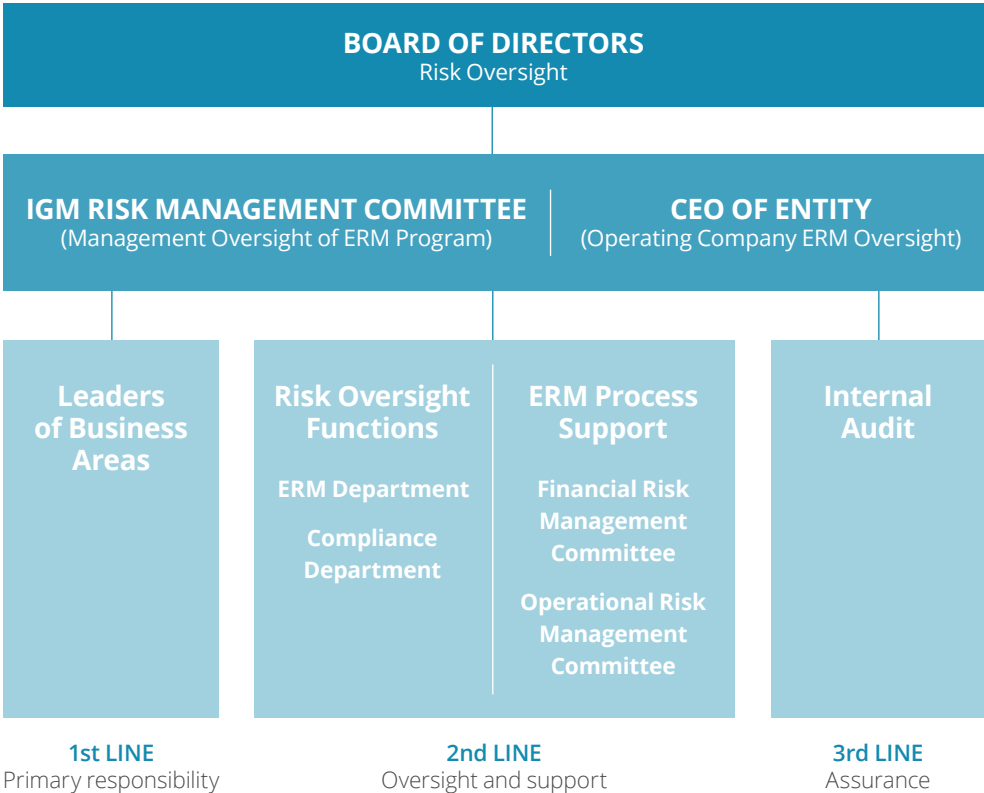 BOARD OF DIRECTORS
Risk Oversight
IGM RISK MANAGEMENT COMMITTEE
(Management Oversight of ERM Program)
CEO OF ENTITY
(Operating Company ERM Oversight)
Leaders
of Business
Areas
Risk Oversight
Functions
ERM Department
Compliance
Department
ERM Process
Support
Financial Risk
Management
Committee
Operational Risk
Management
Committee
Internal
Audit
1st LINE
Primary responsibility
2nd LINE
Oversight and support
3rd LINE
Assurance